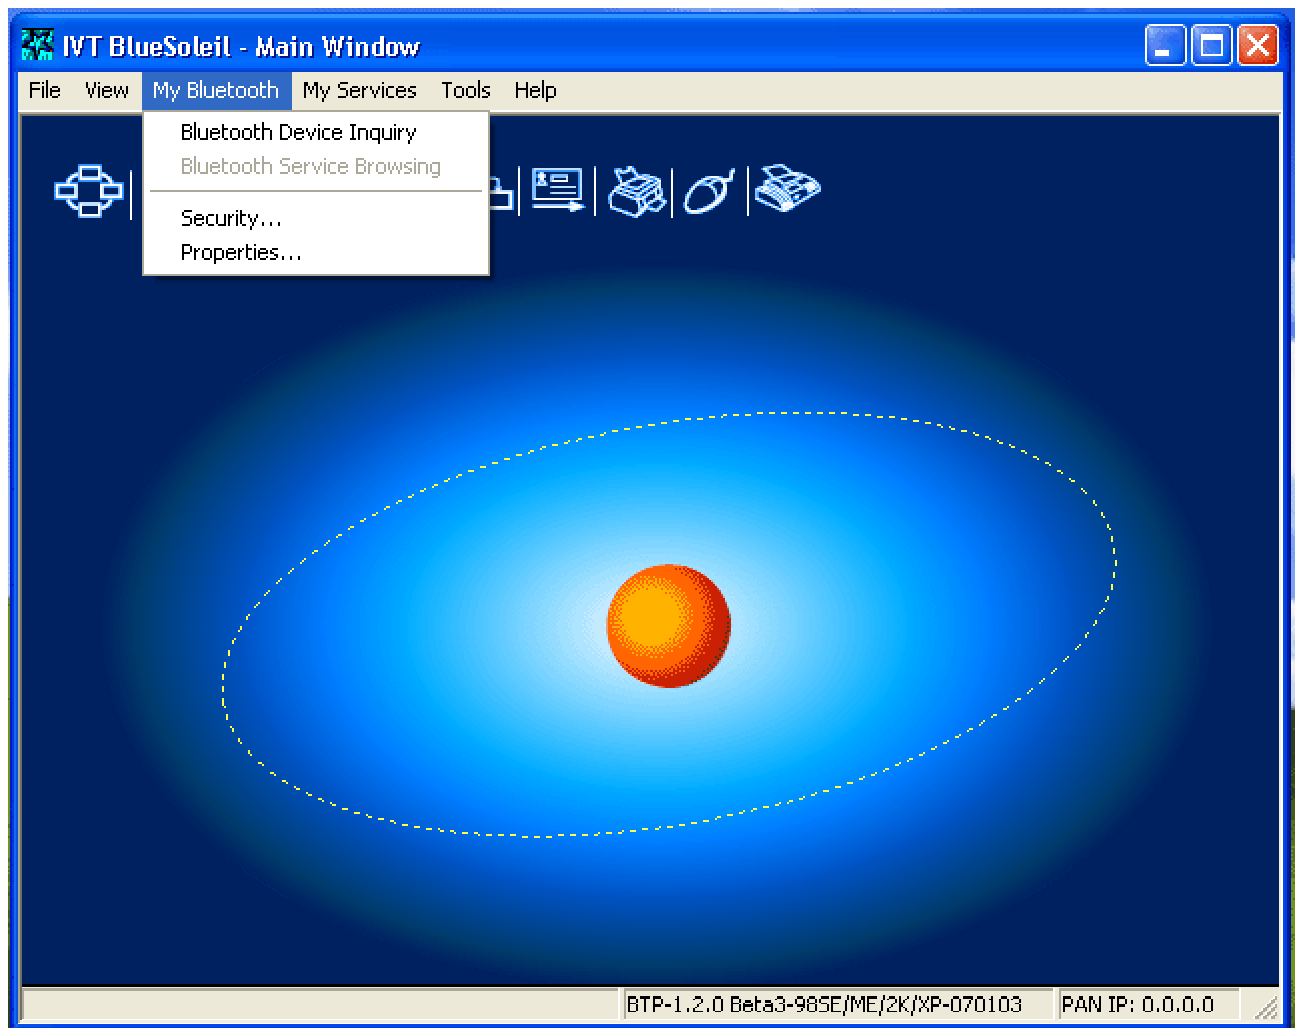 IVT BlueSoleil - Main Window
File View My Bluetooth My Services Tools Help
Bluetooth Device Inquiry
Bluetooth Service Browsing
Security...
Properties...
BTP-1.2.0 Beta3-98SE/ME/2K/XP-070103 PAN IP: 0.0.0.0